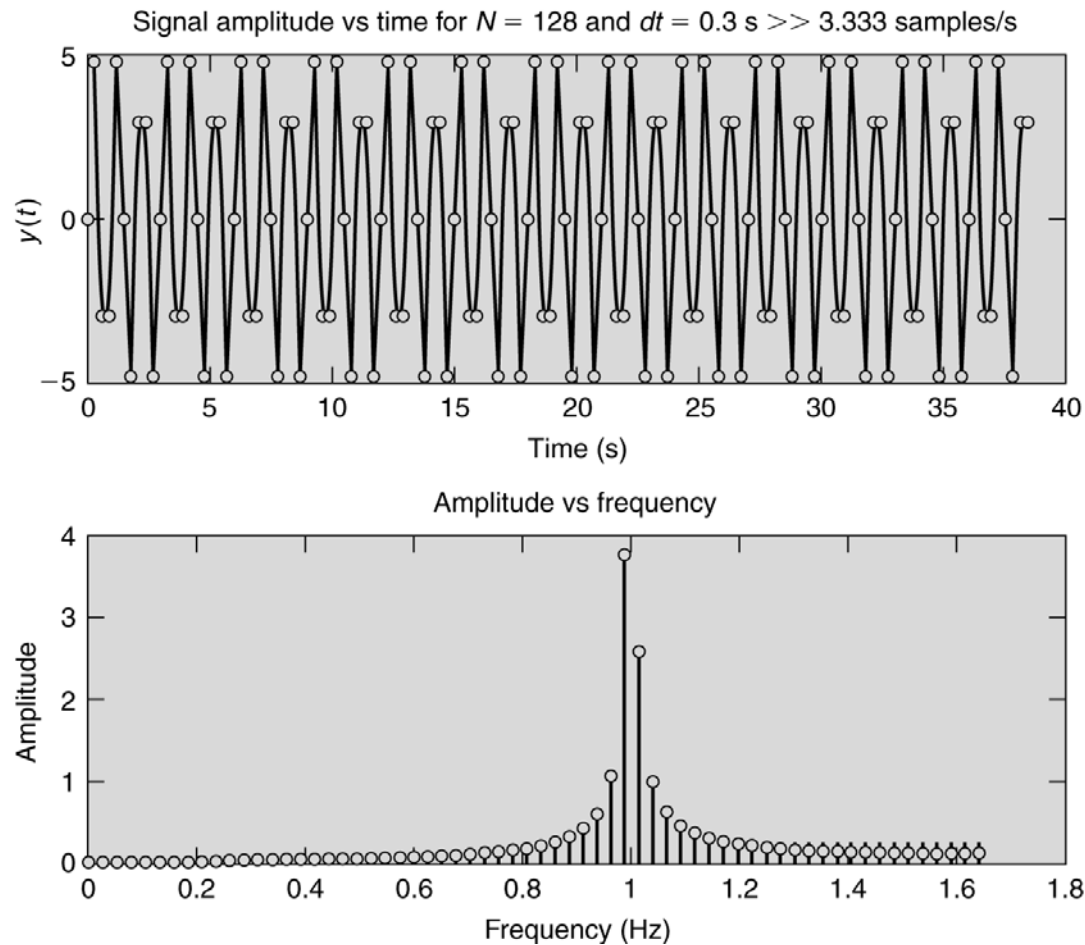 Signal amplitude vs time for N = 128 and dt = 0.3 s >> 3.333 samples/s
5
0
−5
y(t)
0 5 10 15 20 25 30 35 40
Time (s)
Amplitude vs frequency
4
3
2
1
0
Amplitude
0 0.2 0.4 0.6 0.8 1 1.2 1.4 1.6 1.8
Frequency (Hz)